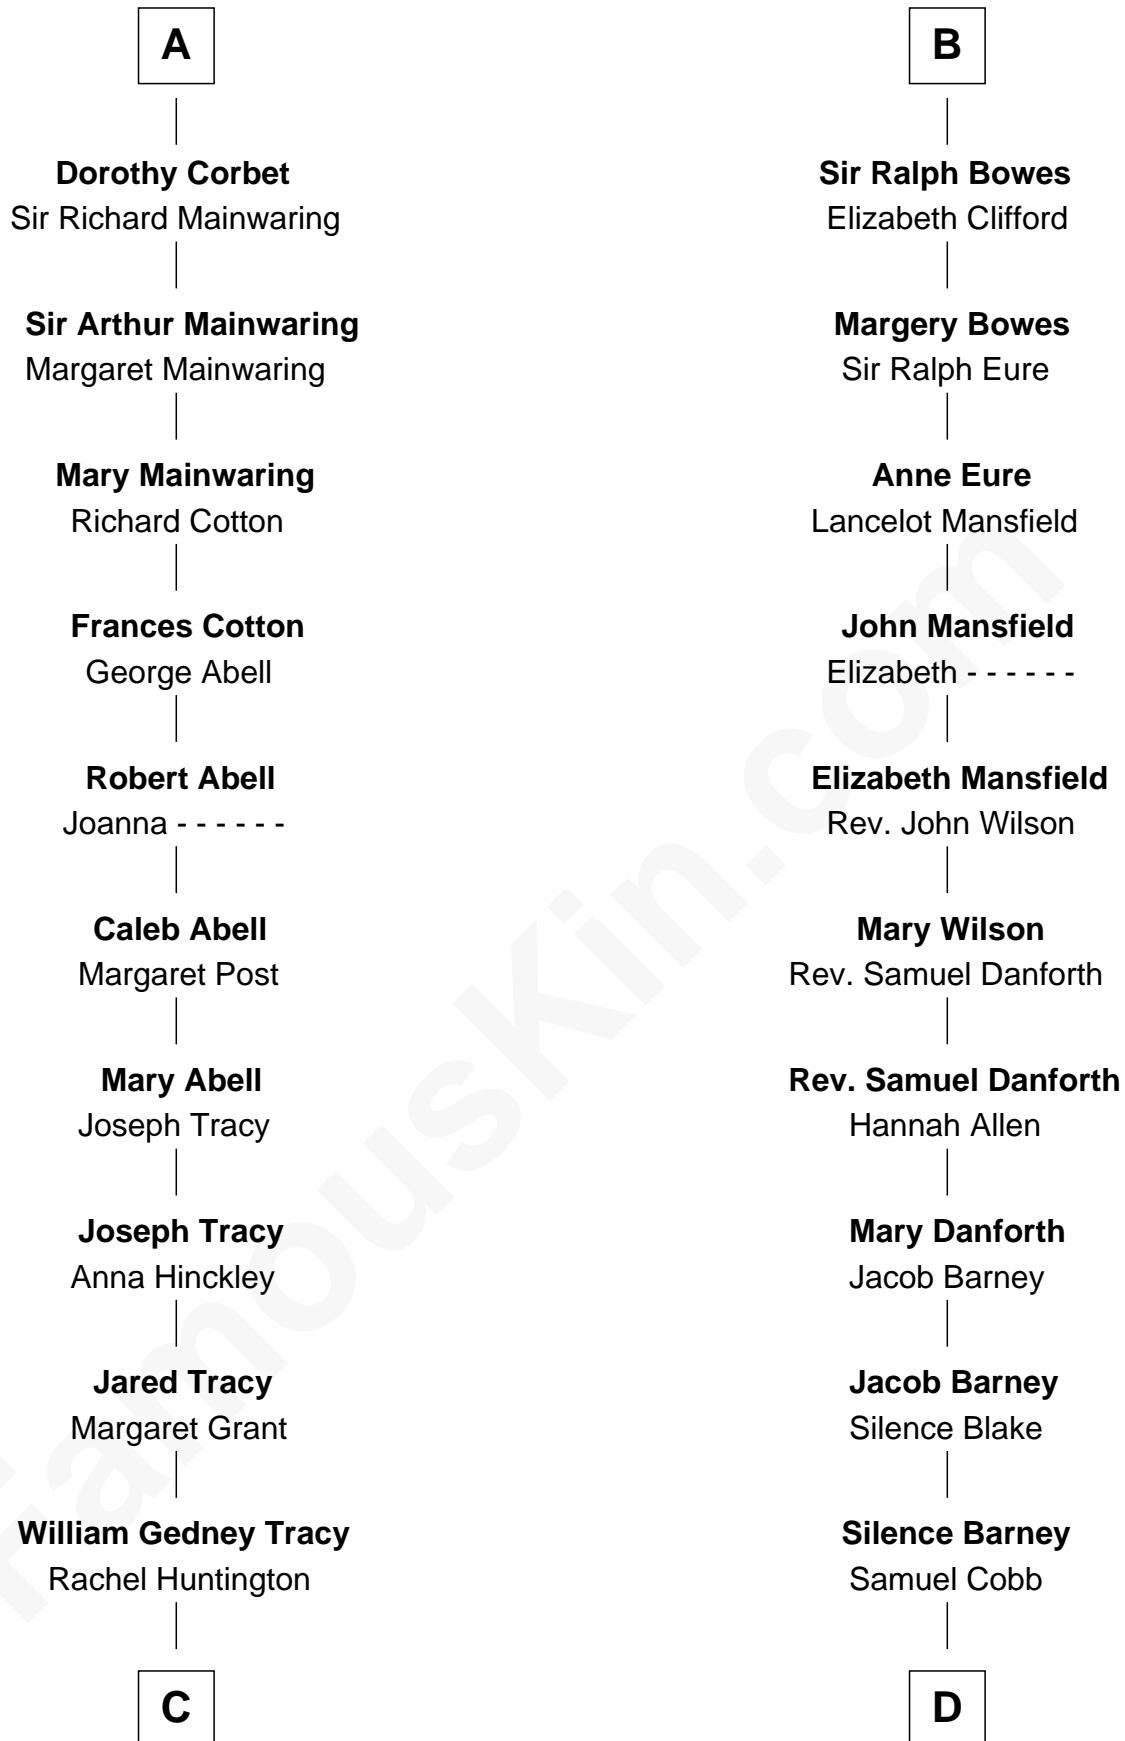 A
Dorothy Corbet
Sir Richard Mainwaring
Sir Arthur Mainwaring
Margaret Mainwaring
Mary Mainwaring
Richard Cotton
Frances Cotton
George Abell
Robert Abell
Joanna - - - - - -
Caleb Abell
Margaret Post
Mary Abell
Joseph Tracy
Joseph Tracy
Anna Hinckley
Jared Tracy
Margaret Grant
William Gedney Tracy
Rachel Huntington
C
B
Sir Ralph Bowes
Elizabeth Clifford
Margery Bowes
Sir Ralph Eure
Anne Eure
Lancelot Mansfield
John Mansfield
Elizabeth - - - - - -
Elizabeth Mansfield
Rev. John Wilson
Mary Wilson
Rev. Samuel Danforth
Rev. Samuel Danforth
Hannah Allen
Mary Danforth
Jacob Barney
Jacob Barney
Silence Blake
Silence Barney
Samuel Cobb
D
FamousKin.com